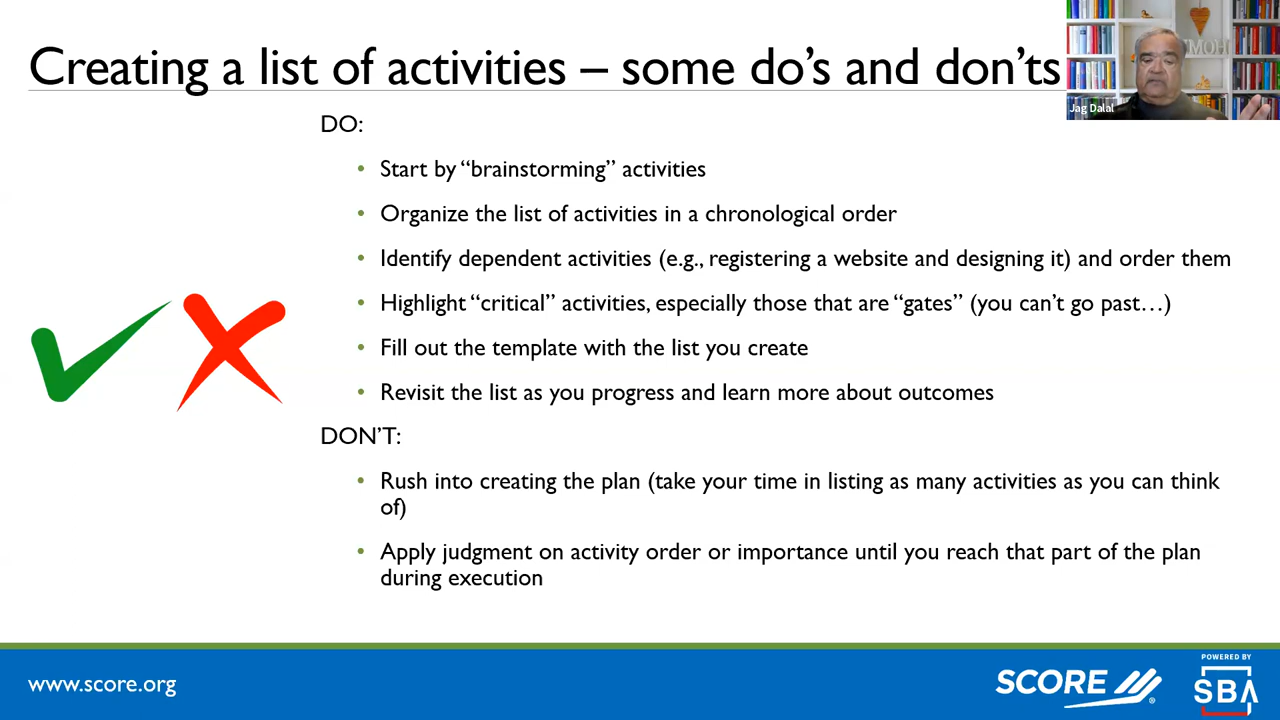 Creating a list of activities – some do’s and don’ts
HOM
Jag Dalal
DO:
• Start by “brainstorming” activities
• Organize the list of activities in a chronological order
• Identify dependent activities (e.g., registering a website and designing it) and order them
• Highlight “critical” activities, especially those that are “gates” (you can’t go past…)
• Fill out the template with the list you create
• Revisit the list as you progress and learn more about outcomes
DON’T:
• Rush into creating the plan (take your time in listing as many activities as you can think
of)
• Apply judgment on activity order or importance until you reach that part of the plan
during execution
www.score.org
SCORE
®
POWERED BY
SBA